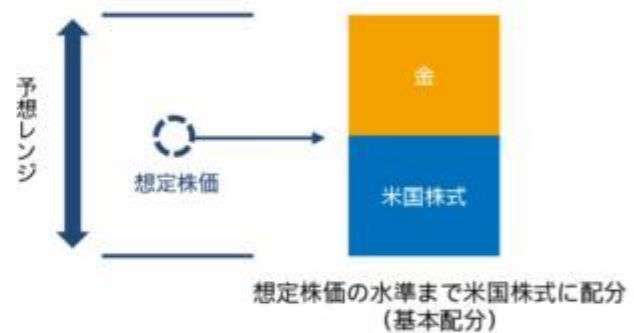 予想レンジ
想定株価
金
米国株式
想定株価の水準まで米国株式に配分
（基本配分）